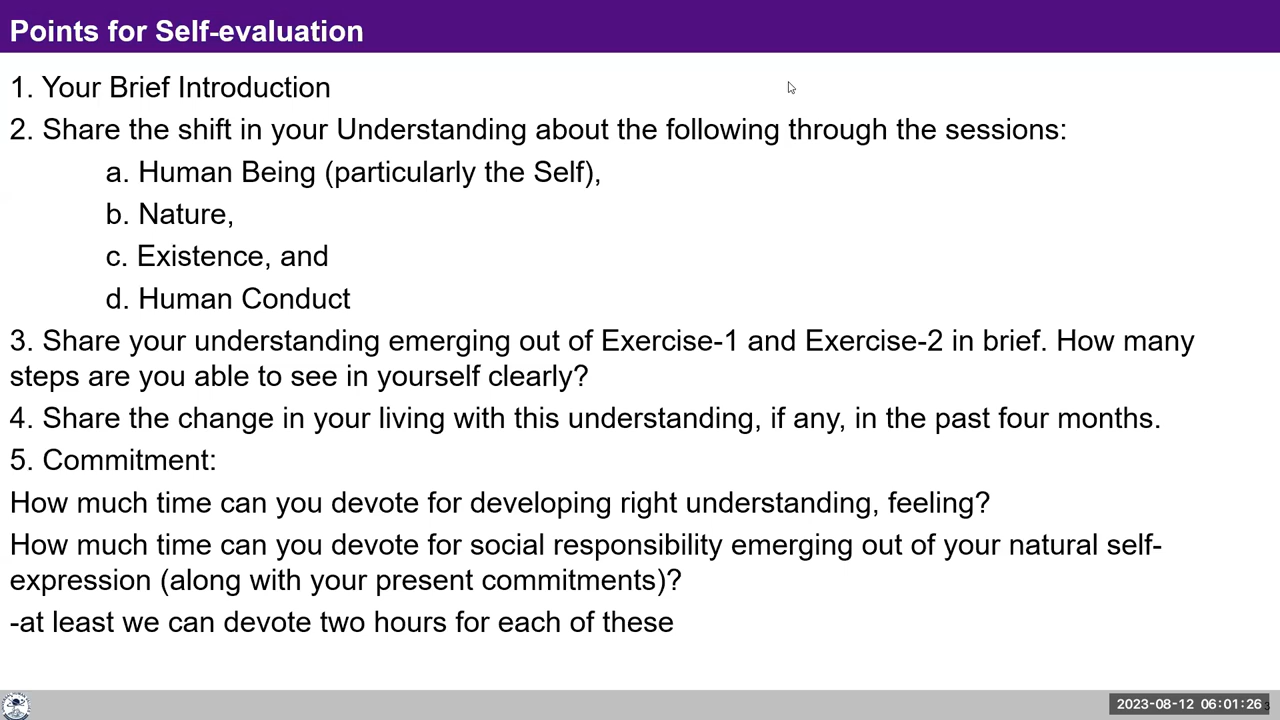 Points for Self-evaluation
1. Your Brief Introduction
2. Share the shift in your Understanding about the following through the sessions:
a. Human Being (particularly the Self),
b. Nature,
c. Existence, and
d. Human Conduct
3. Share your understanding emerging out of Exercise-1 and Exercise-2 in brief. How many
steps are you able to see in yourself clearly?
4. Share the change in your living with this understanding, if any, in the past four months.
5. Commitment:
How much time can you devote for developing right understanding, feeling?
How much time can you devote for social responsibility emerging out of your natural self-
expression (along with your present commitments)?
-at least we can devote two hours for each of these
2023-08-12 06:01:26